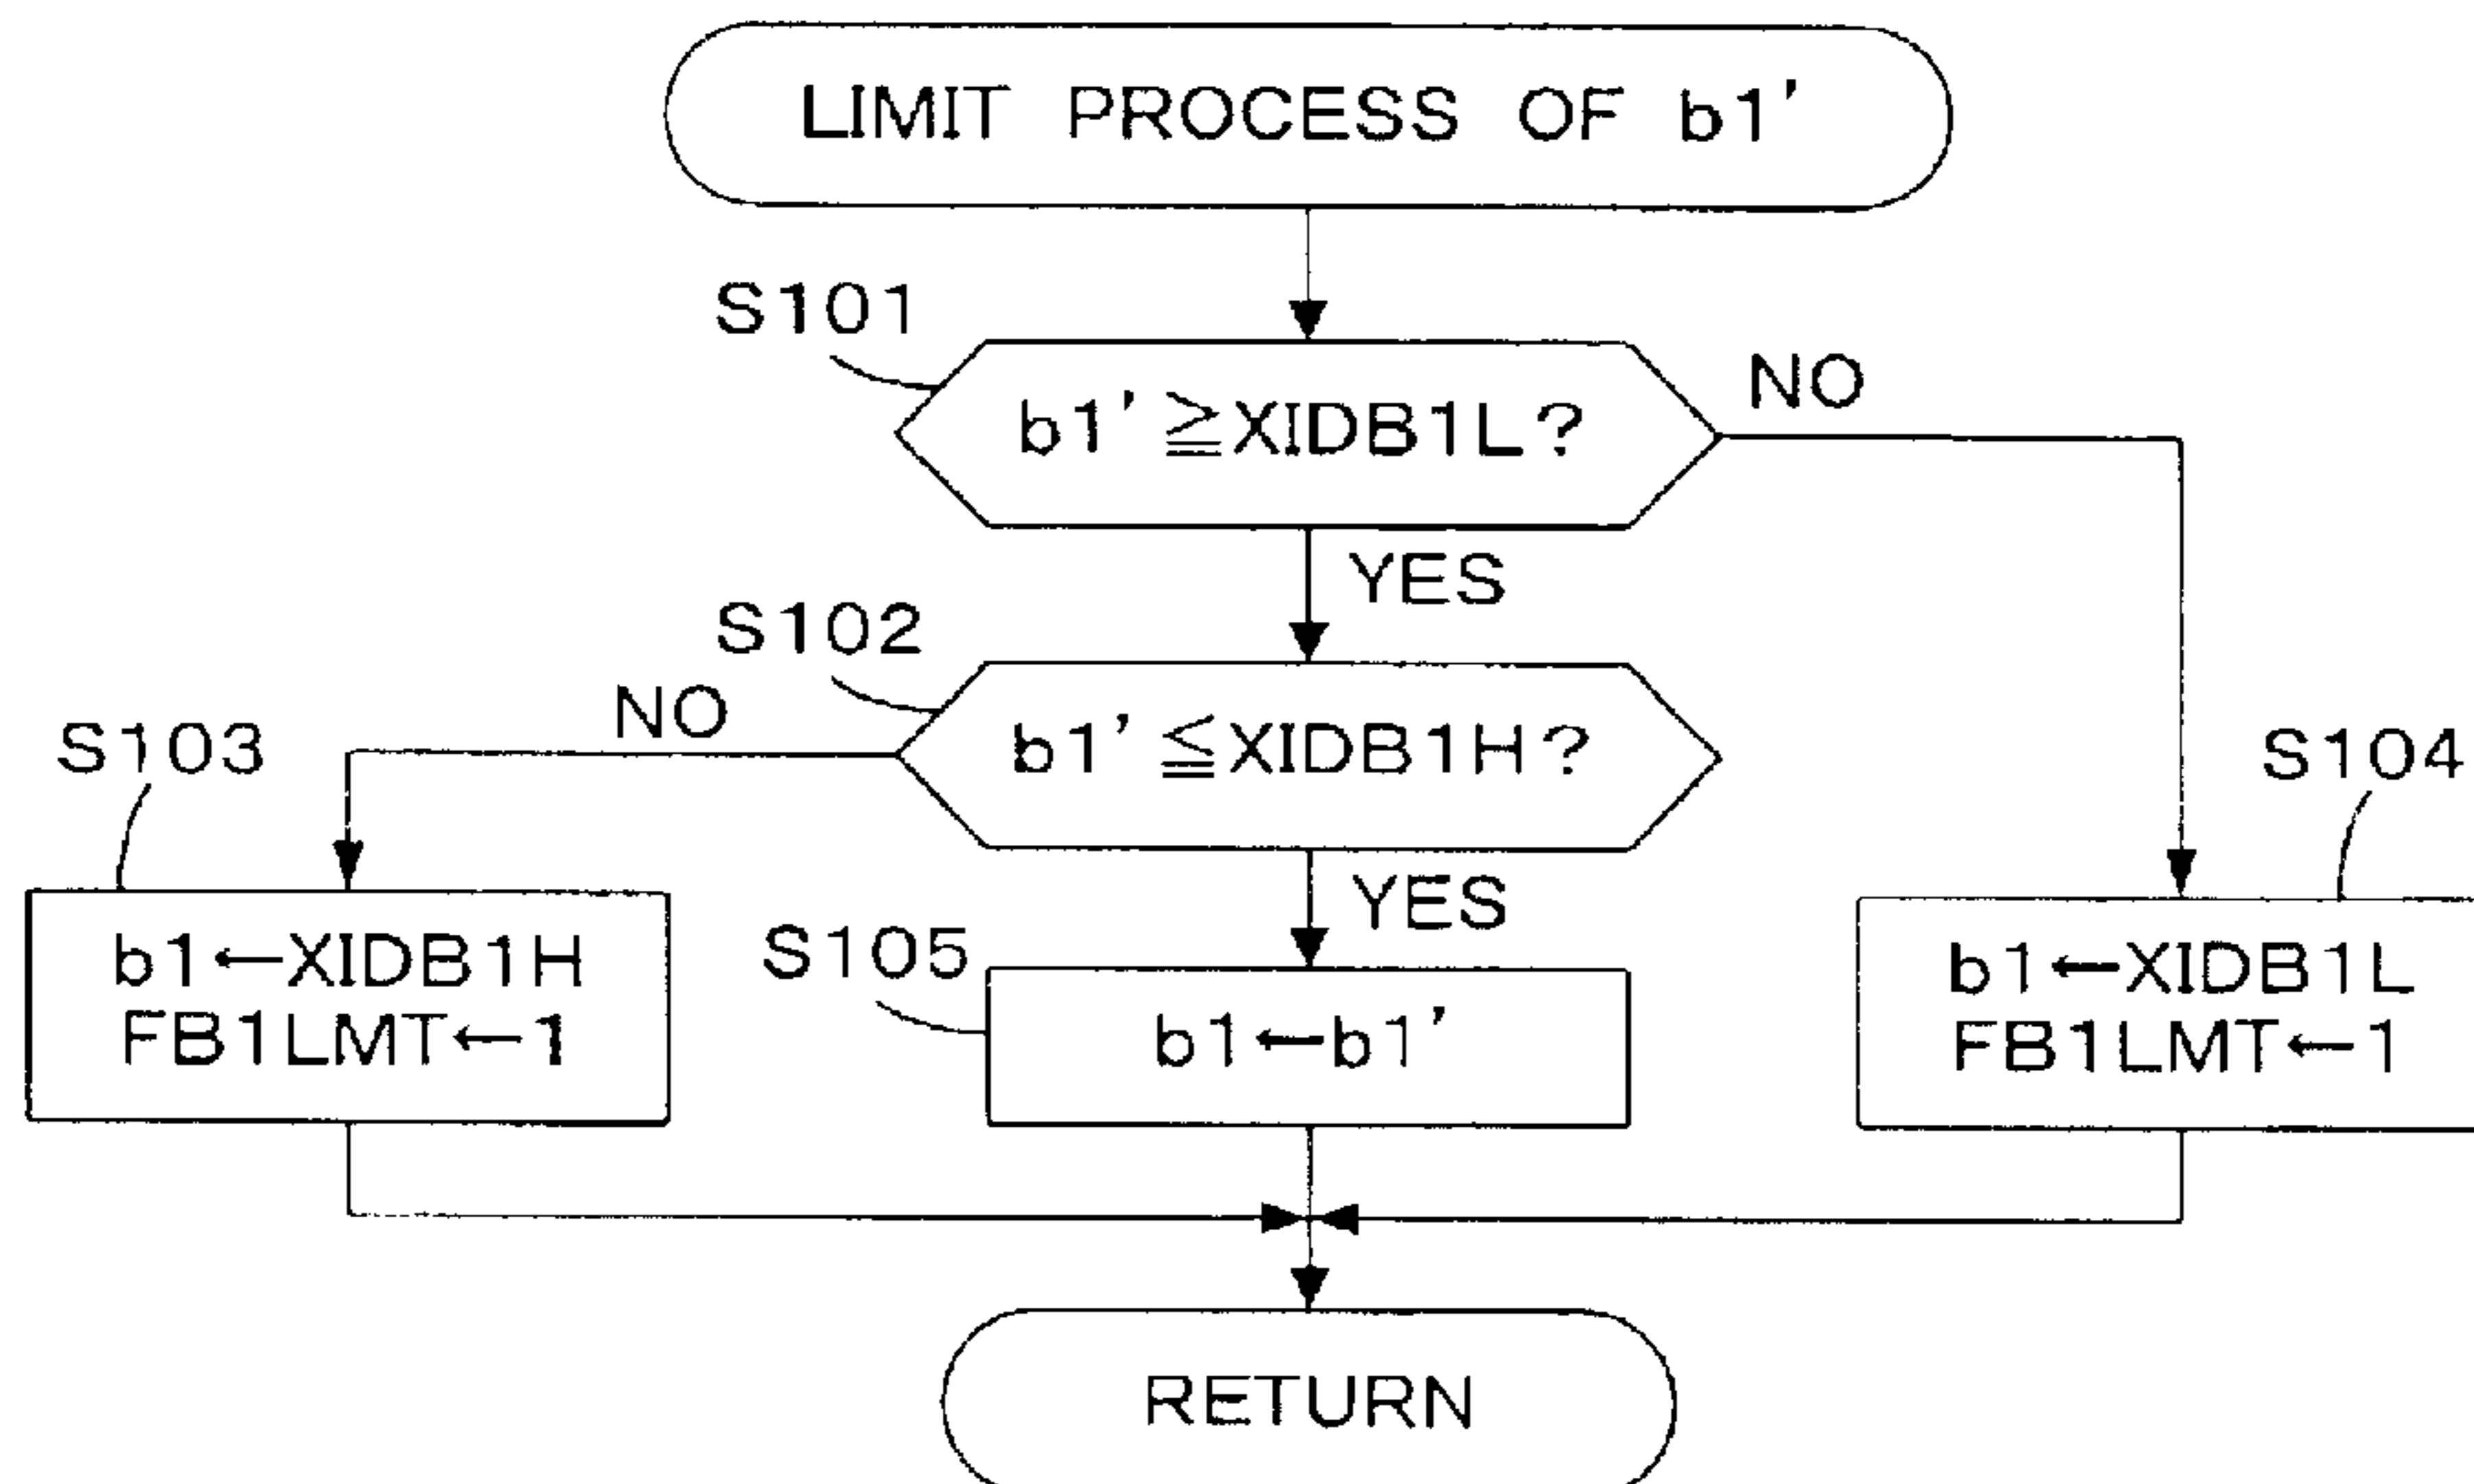 LIMIT PROCESS OF b1'
S101
b1' ≧XIDB1L?
NO
YES
S102
b1' ≦XIDB1H?
NO
YES
S103
b1←XIDB1H
FB1LMT←1
S105
b1←b1'
S104
b1←XIDB1L
FB1LMT←1
RETURN